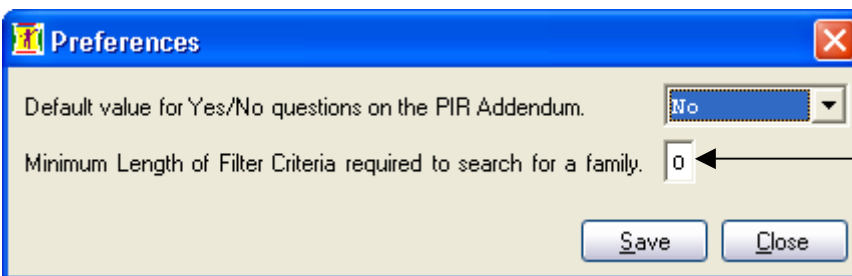 Preferences
Default value for Yes/No questions on the PIR Addendum. No
Minimum Length of Filter Criteria required to search for a family. 0
Save Close